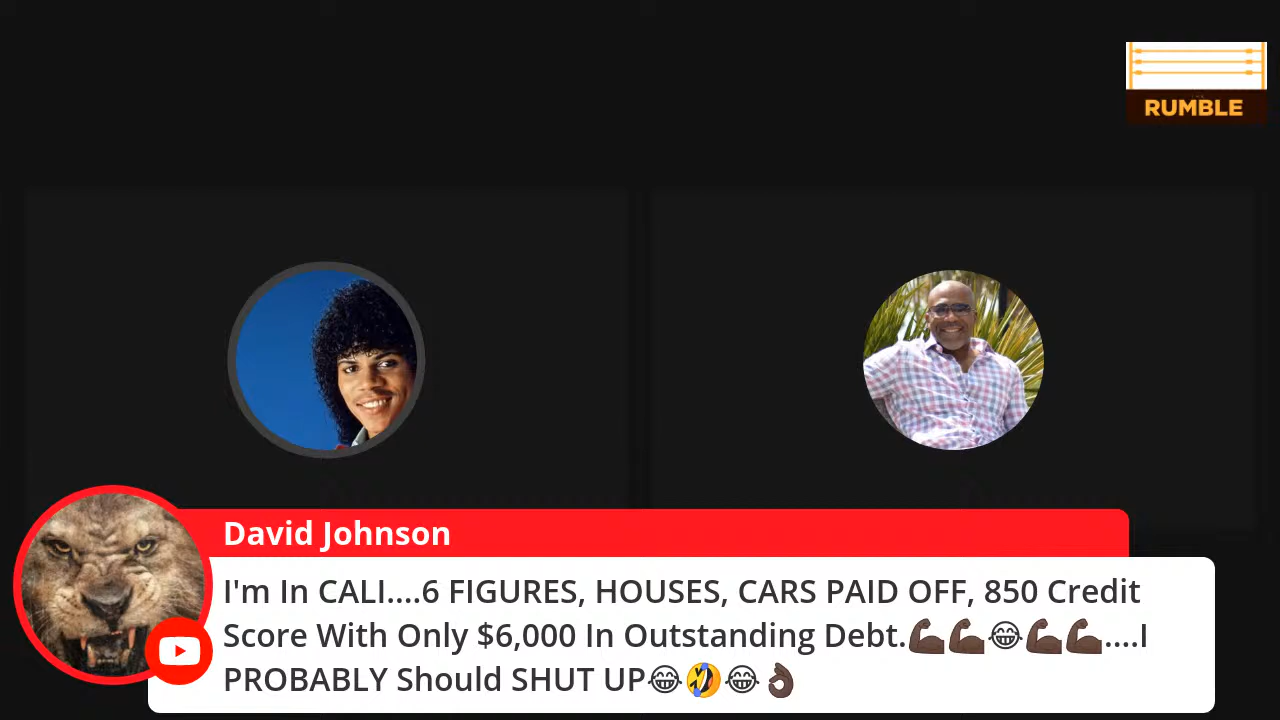 RUMBLE
David Johnson
I'm In CALI....6 FIGURES, HOUSES, CARS PAID OFF, 850 Credit
Score With Only $6,000 In Outstanding Debt.💪🏿💪🏿😂💪🏿💪🏿....I
PROBABLY Should SHUT UP😂🤣😂👌🏿